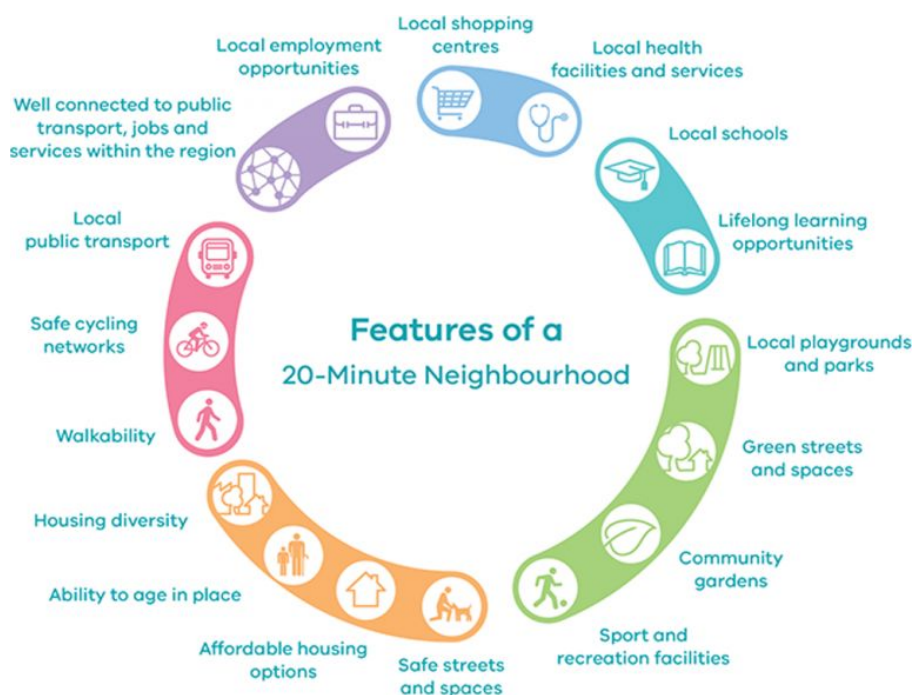 Features of a
20-Minute Neighbourhood
Local shopping
centres
Local health
facilities and services
Local schools
Lifelong learning
opportunities
Local playgrounds
and parks
Green streets
and spaces
Community
gardens
Sport and
recreation facilities
Safe streets
and spaces
Affordable housing
options
Ability to age in place
Housing diversity
Walkability
Safe cycling
networks
Local
public transport
Well connected to public
transport, jobs and
services within the region
Local employment
opportunities